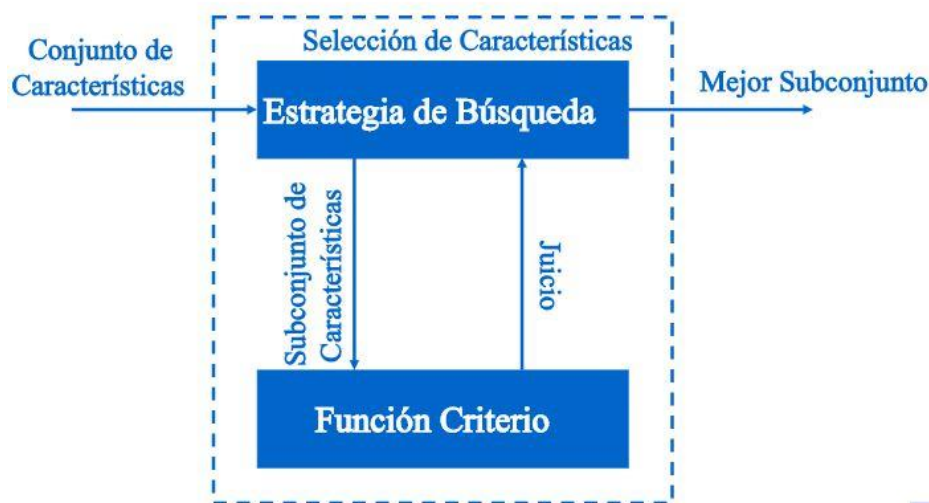 Selección de Características
Conjunto de
Características
Estrategia de Búsqueda
Mejor Subconjunto
Subconjunto de
Características
Juicio
Función Criterio